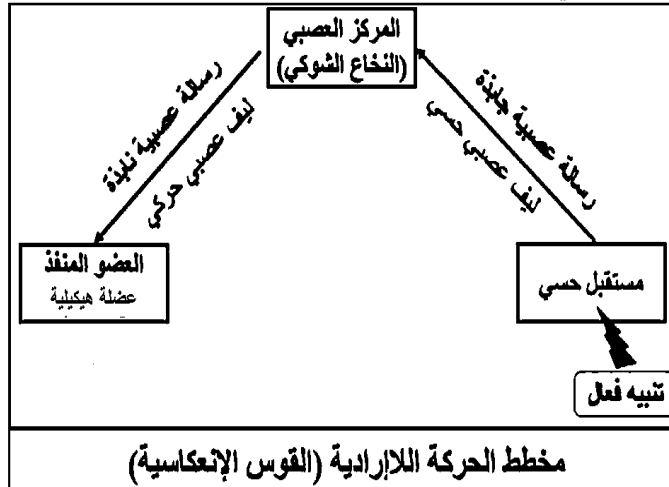 المركز العصبي
(النخاع الشوكي)
رسالة عصبية جابذة
ليف عصبي حسي
رسالة عصبية نابذة
ليف عصبي حركي
مستقبل حسي
العضو المنفذ
عضلة هيكيلية
تنبيه فعال
مخطط الحركة اللاإرادية (القوس الإنعكاسية)